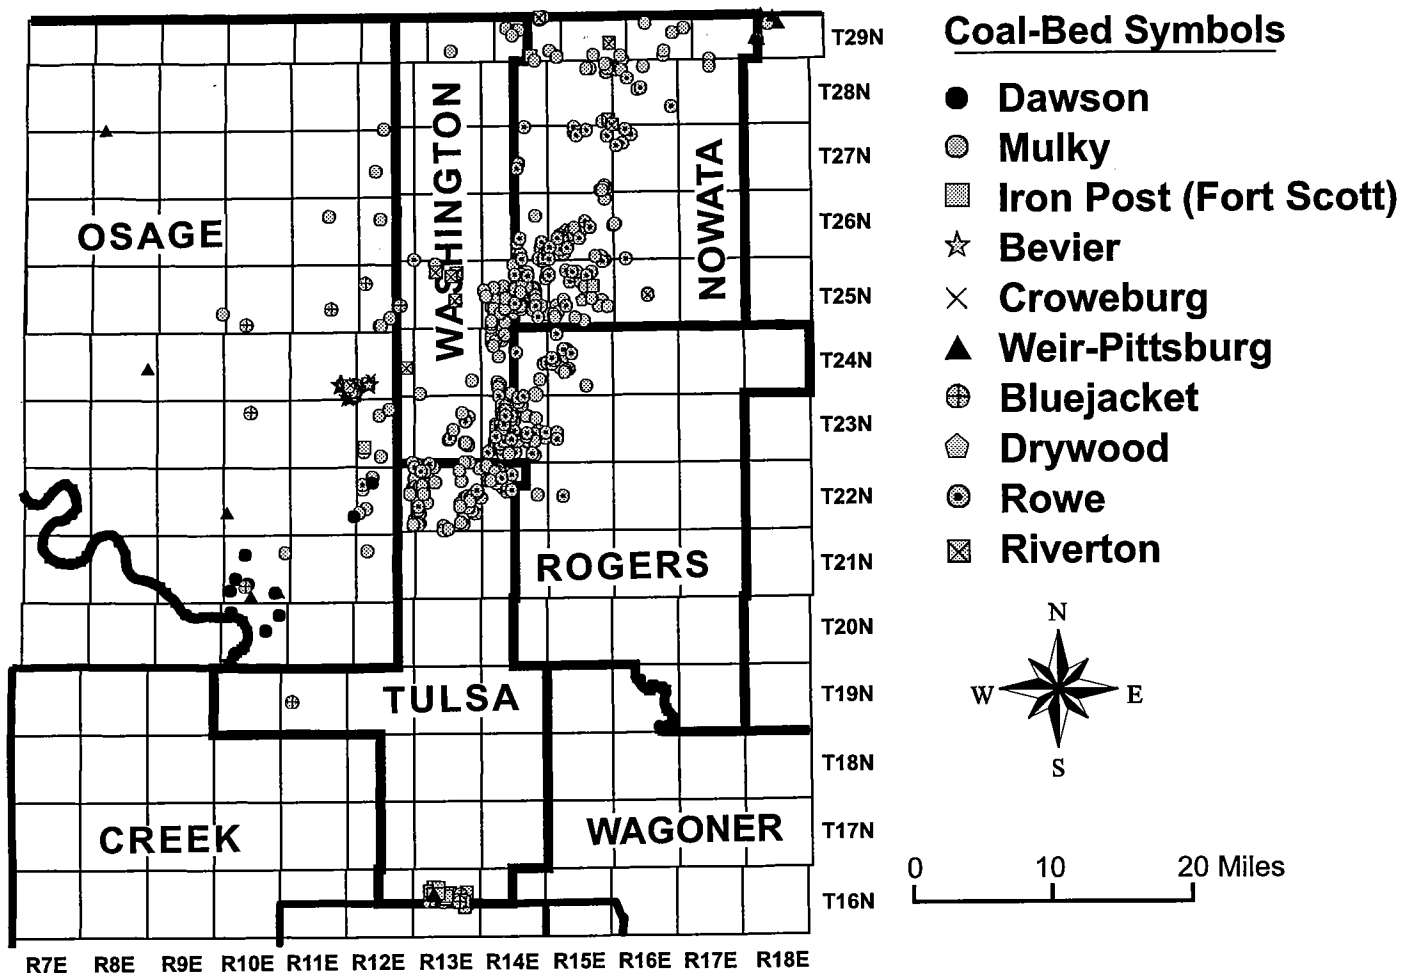 Coal-Bed Symbols
Dawson
Mulky
Iron Post (Fort Scott)
Bevier
Croweburg
Weir-Pittsburg
Bluejacket
Drywood
Rowe
Riverton
OSAGE
WASHINGTON
NOWATA
ROGERS
TULSA
CREEK
WAGONER
T29N
T28N
T27N
T26N
T25N
T24N
T23N
T22N
T21N
T20N
T19N
T18N
T17N
T16N
R7E R8E R9E R10E R11E R12E R13E R14E R15E R16E R17E R18E
N
W E
S
0 10 20 Miles